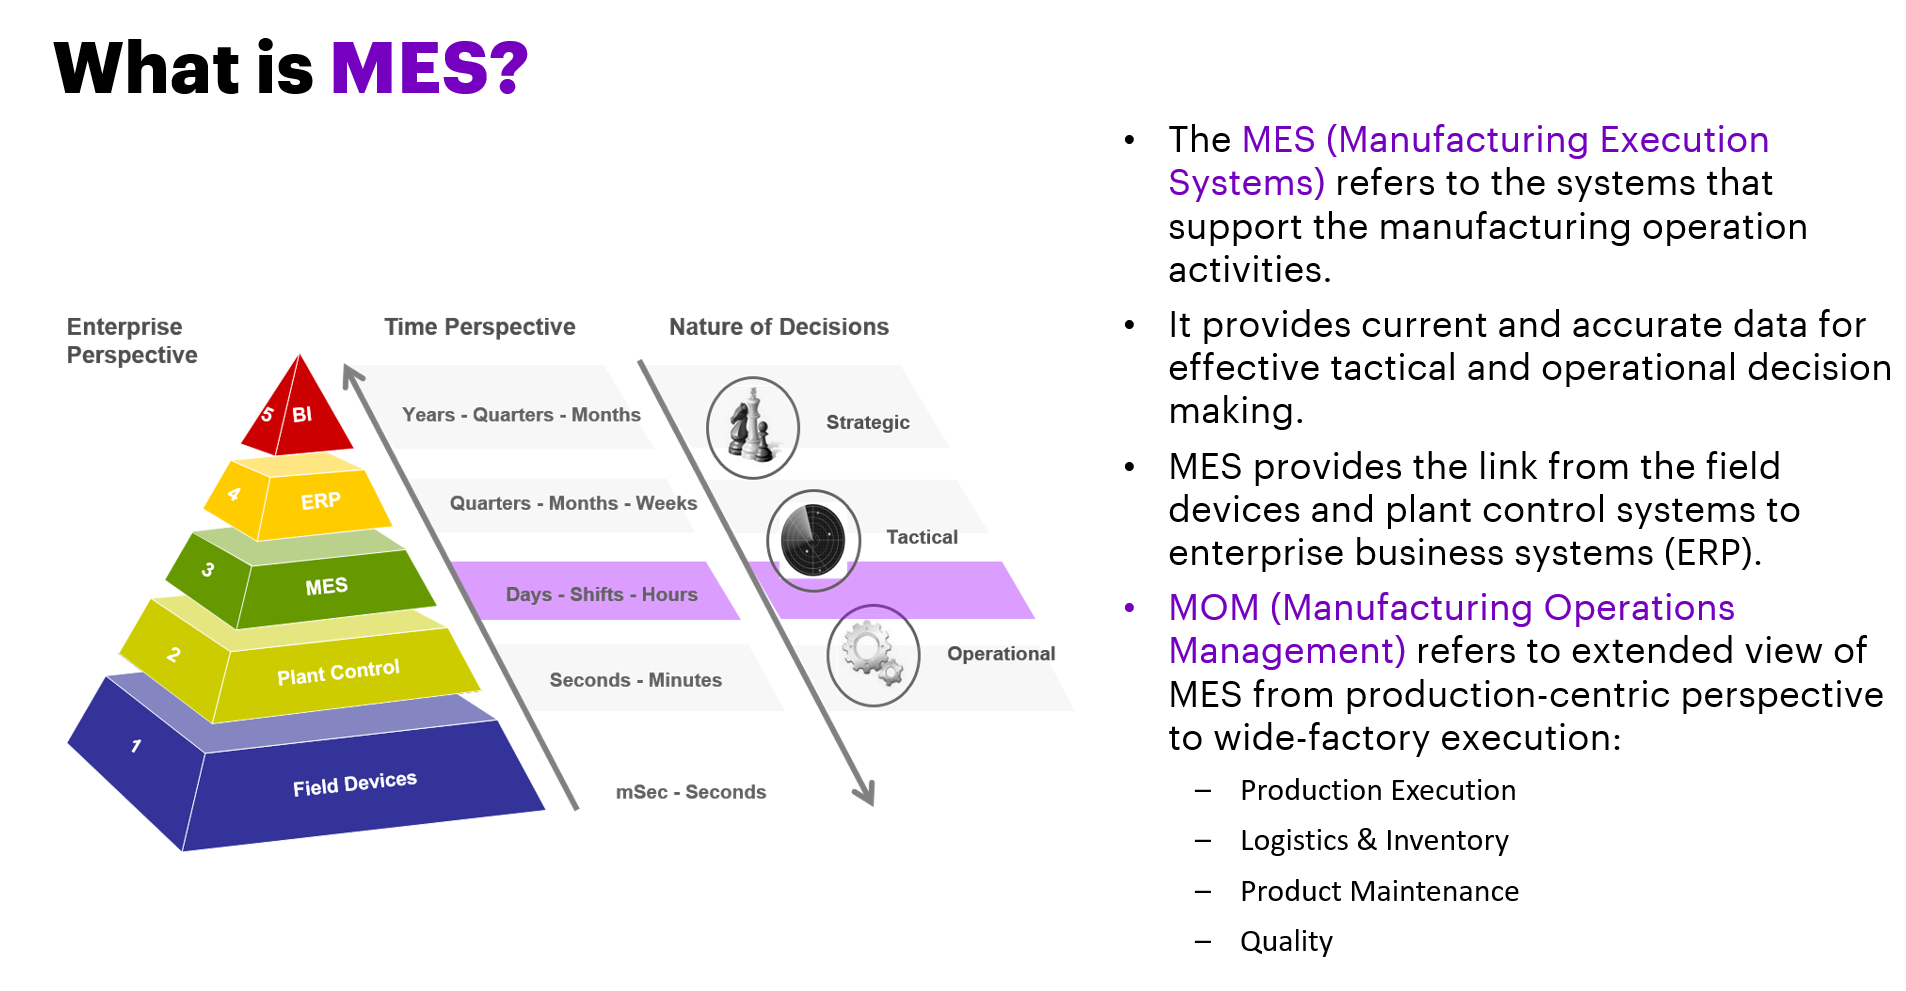 What is MES?
Enterprise
Perspective
Time Perspective
Nature of Decisions
5 BI
Years - Quarters - Months
Strategic
4 ERP
Quarters - Months - Weeks
Tactical
3 MES
Days - Shifts - Hours
2 Plant Control
Seconds - Minutes
Operational
1 Field Devices
mSec - Seconds
• The MES (Manufacturing Execution
Systems) refers to the systems that
support the manufacturing operation
activities.
• It provides current and accurate data for
effective tactical and operational decision
making.
• MES provides the link from the field
devices and plant control systems to
enterprise business systems (ERP).
• MOM (Manufacturing Operations
Management) refers to extended view of
MES from production-centric perspective
to wide-factory execution:
– Production Execution
– Logistics & Inventory
– Product Maintenance
– Quality